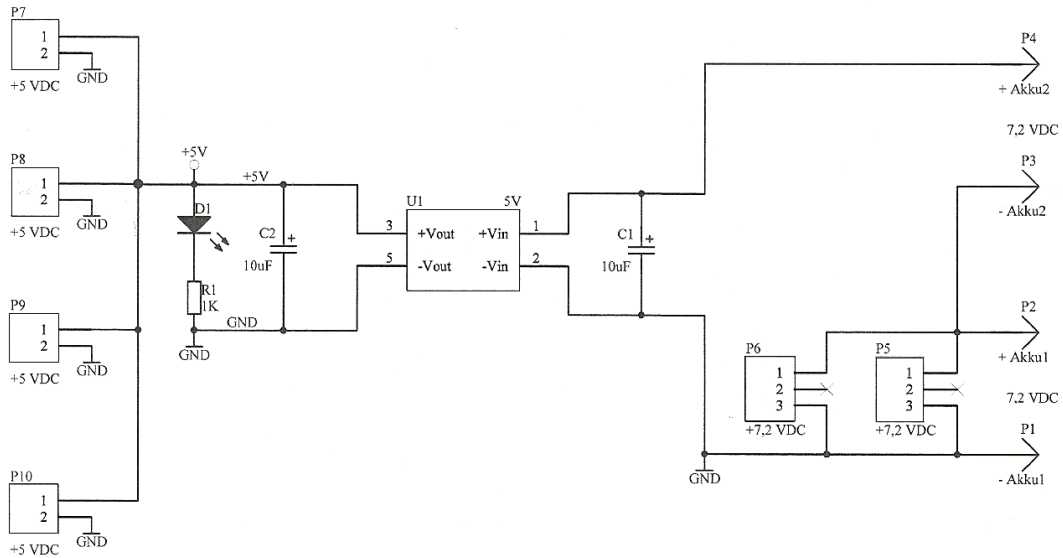 P7
1
2
GND
+5 VDC
P8
1
2
GND
+5 VDC
P9
1
2
GND
+5 VDC
P10
1
2
GND
+5 VDC
+5V
+5V
D1
R1
1K
GND
GND
C2
+
10uF
U1 5V
3 +Vout +Vin 1
5 -Vout -Vin 2
C1
+
10uF
GND
P6
1
2
3
+7,2 VDC
P5
1
2
3
+7,2 VDC
P4
+ Akku2
7,2 VDC
P3
- Akku2
P2
+ Akku1
7,2 VDC
P1
- Akku1